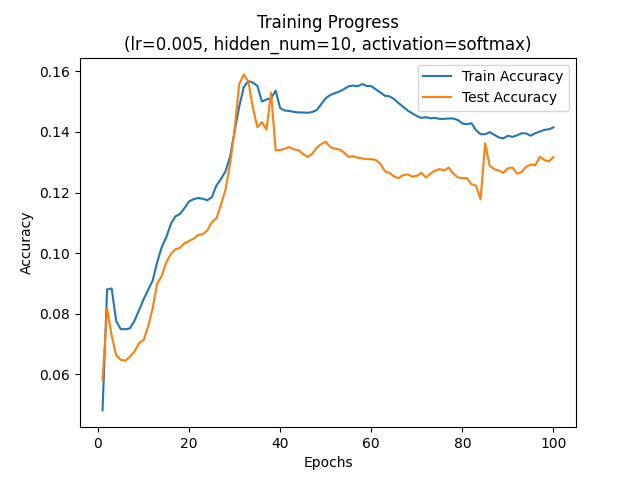 Training Progress
(lr=0.005, hidden_num=10, activation=softmax)
Train Accuracy
Test Accuracy
Accuracy
0.16
0.14
0.12
0.10
0.08
0.06
0
20
40
60
80
100
Epochs